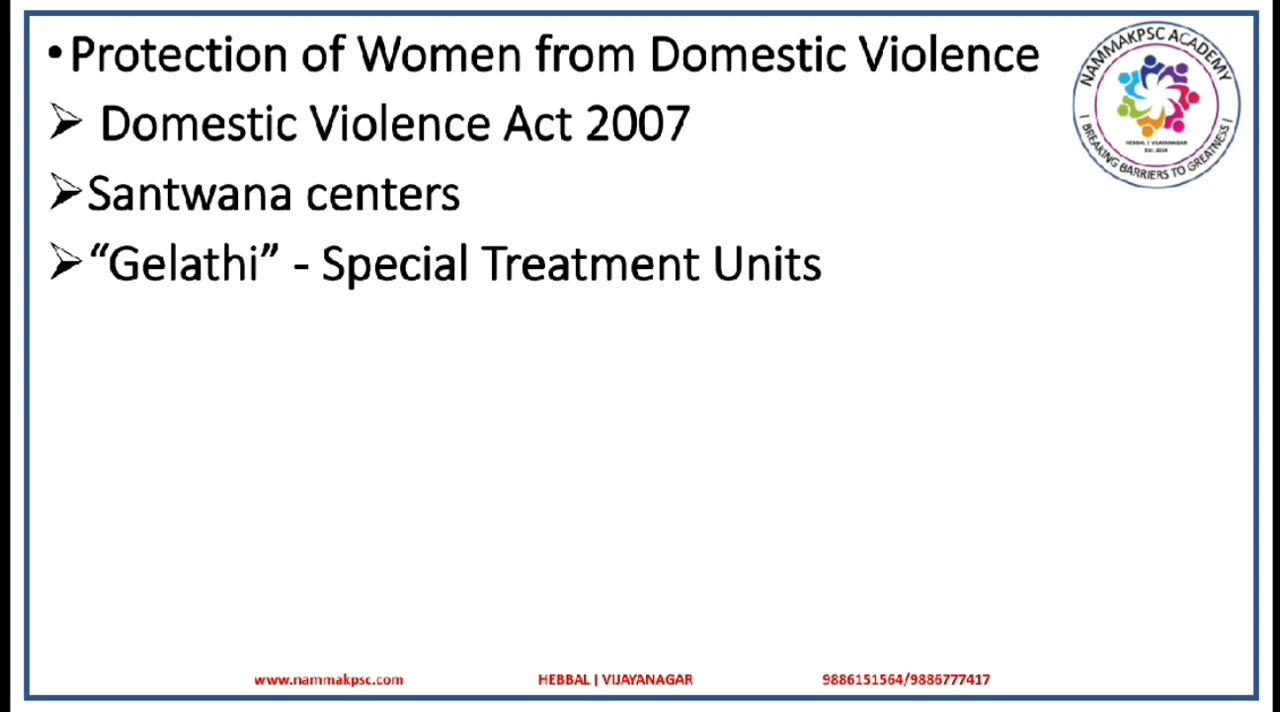 •Protection of Women from Domestic Violence
➢ Domestic Violence Act 2007
➢Santwana centers
➢“Gelathi” - Special Treatment Units
NAMMAKPSC ACADEMY
HEBBAL | VIJAYANAGAR
| BREAKING BARRIERS TO GREATNESS |
www.nammakpsc.com HEBBAL | VIJAYANAGAR 9886151564/9886777417